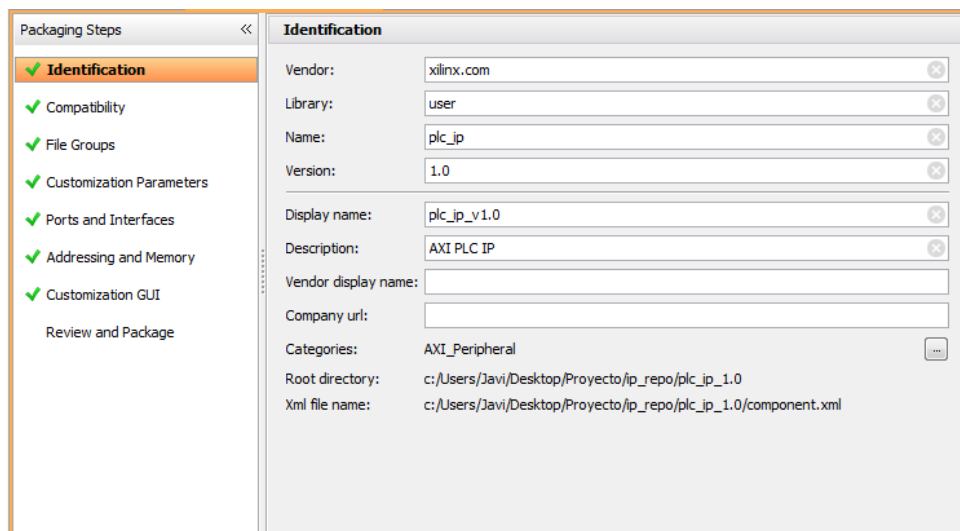 Packaging Steps
Identification
Compatibility
File Groups
Customization Parameters
Ports and Interfaces
Addressing and Memory
Customization GUI
Review and Package
Identification
Vendor: xilinx.com
Library: user
Name: plc_ip
Version: 1.0
Display name: plc_ip_v1.0
Description: AXI PLC IP
Vendor display name:
Company url:
Categories: AXI_Peripheral ...
Root directory: c:/Users/Javi/Desktop/Proyecto/ip_repo/plc_ip_1.0
Xml file name: c:/Users/Javi/Desktop/Proyecto/ip_repo/plc_ip_1.0/component.xml